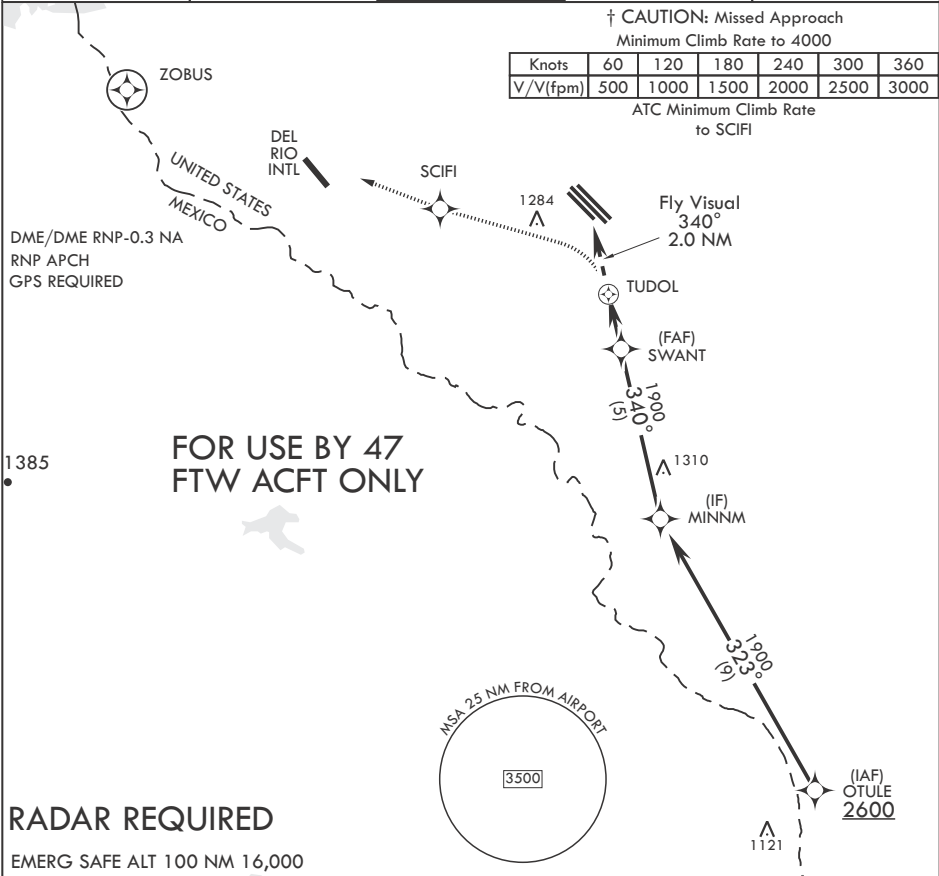 † CAUTION: Missed Approach
Minimum Climb Rate to 4000
Knots 60 120 180 240 300 360
V/V(fpm) 500 1000 1500 2000 2500 3000
ATC Minimum Climb Rate
to SCIFI
ZOBUS
DEL
RIO
INTL
UNITED STATES
MEXICO
SCIFI
1284
Fly Visual
340°
2.0 NM
DME/DME RNP-0.3 NA
RNP APCH
GPS REQUIRED
TUDOL
(FAF)
SWANT
1900
340°
(5)
FOR USE BY 47
FTW ACFT ONLY
1385
1310
(IF)
MINNM
1900
323°
(9)
MSA 25 NM FROM AIRPORT
3500
(IAF)
OTULE
2600
1121
RADAR REQUIRED
EMERG SAFE ALT 100 NM 16,000